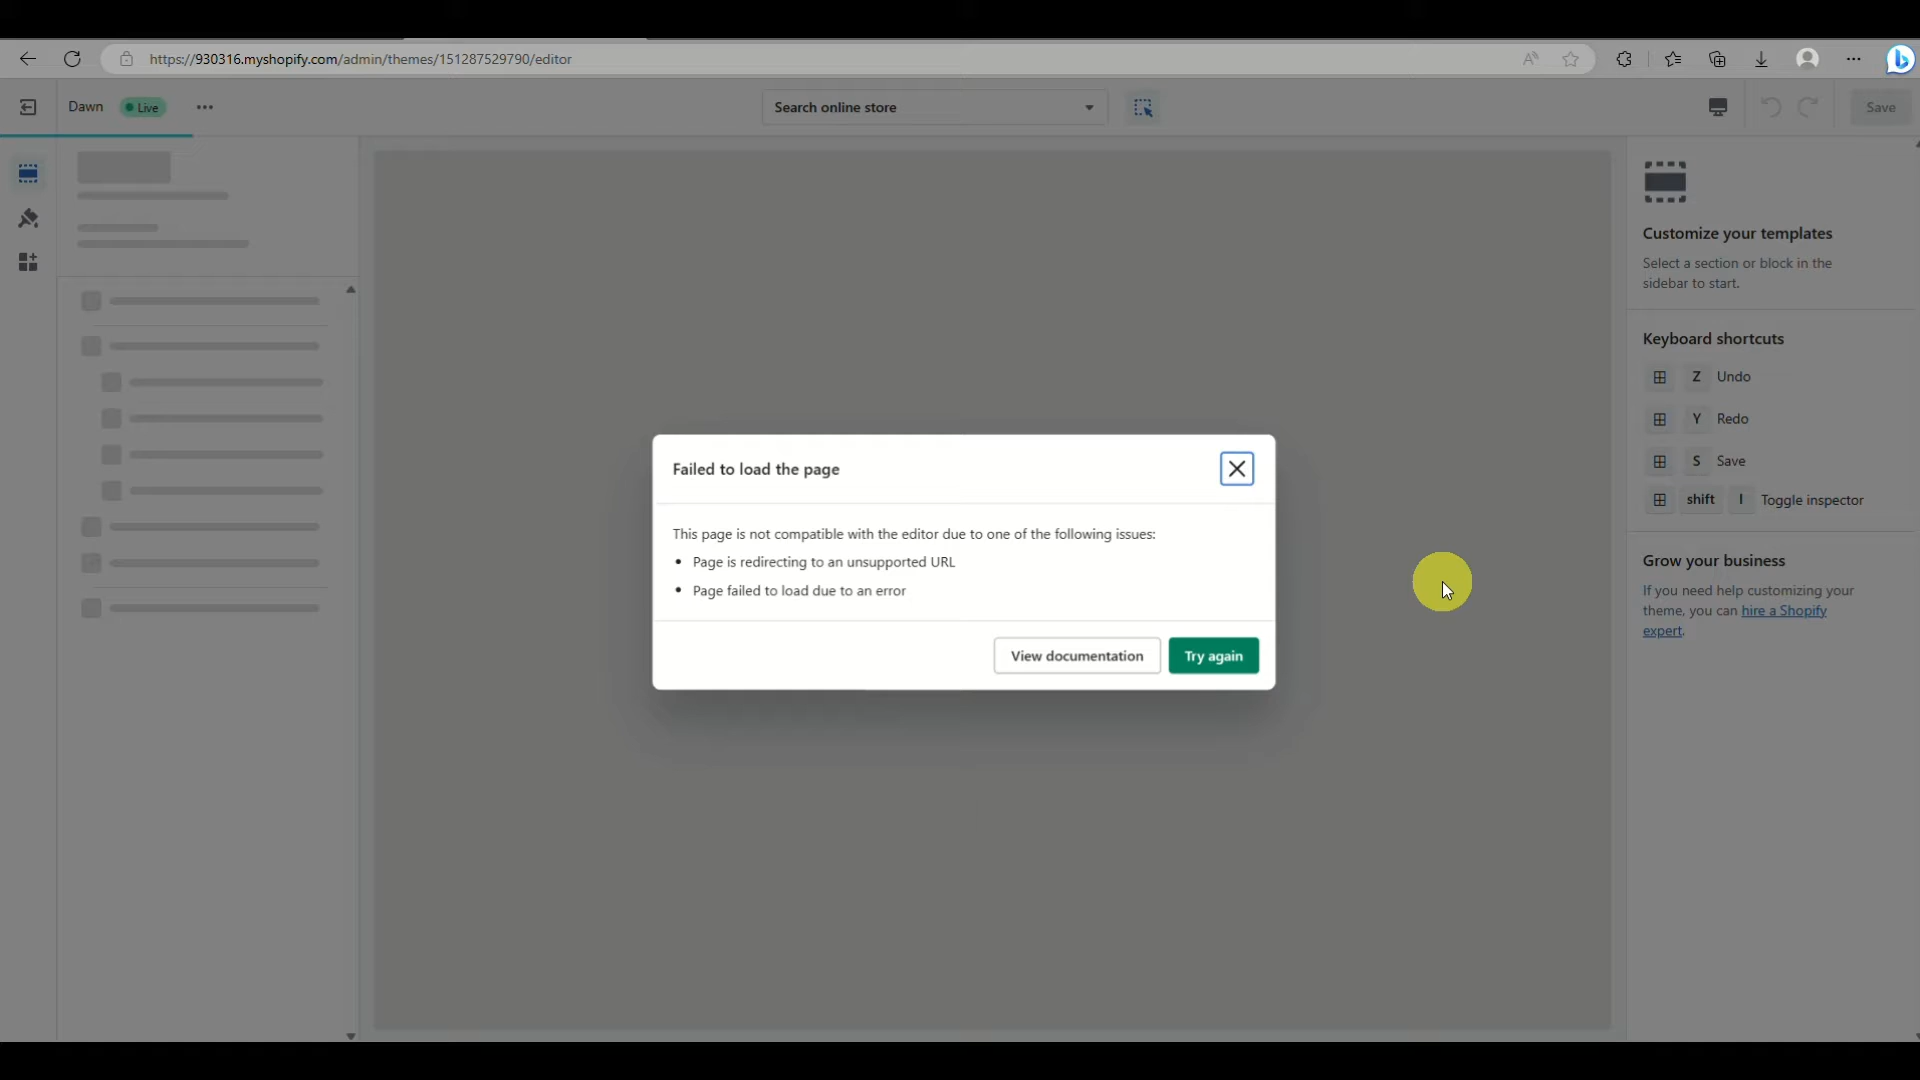 https://930316.myshopify.com/admin/themes/151287529790/editor
Dawn
Live
Search online store
Save
Customize your templates
Select a section or block in the
sidebar to start.
Keyboard shortcuts
Z Undo
Y Redo
S Save
shift I Toggle inspector
Grow your business
If you need help customizing your
theme, you can hire a Shopify
expert.
Failed to load the page
This page is not compatible with the editor due to one of the following issues:
• Page is redirecting to an unsupported URL
• Page failed to load due to an error
View documentation
Try again